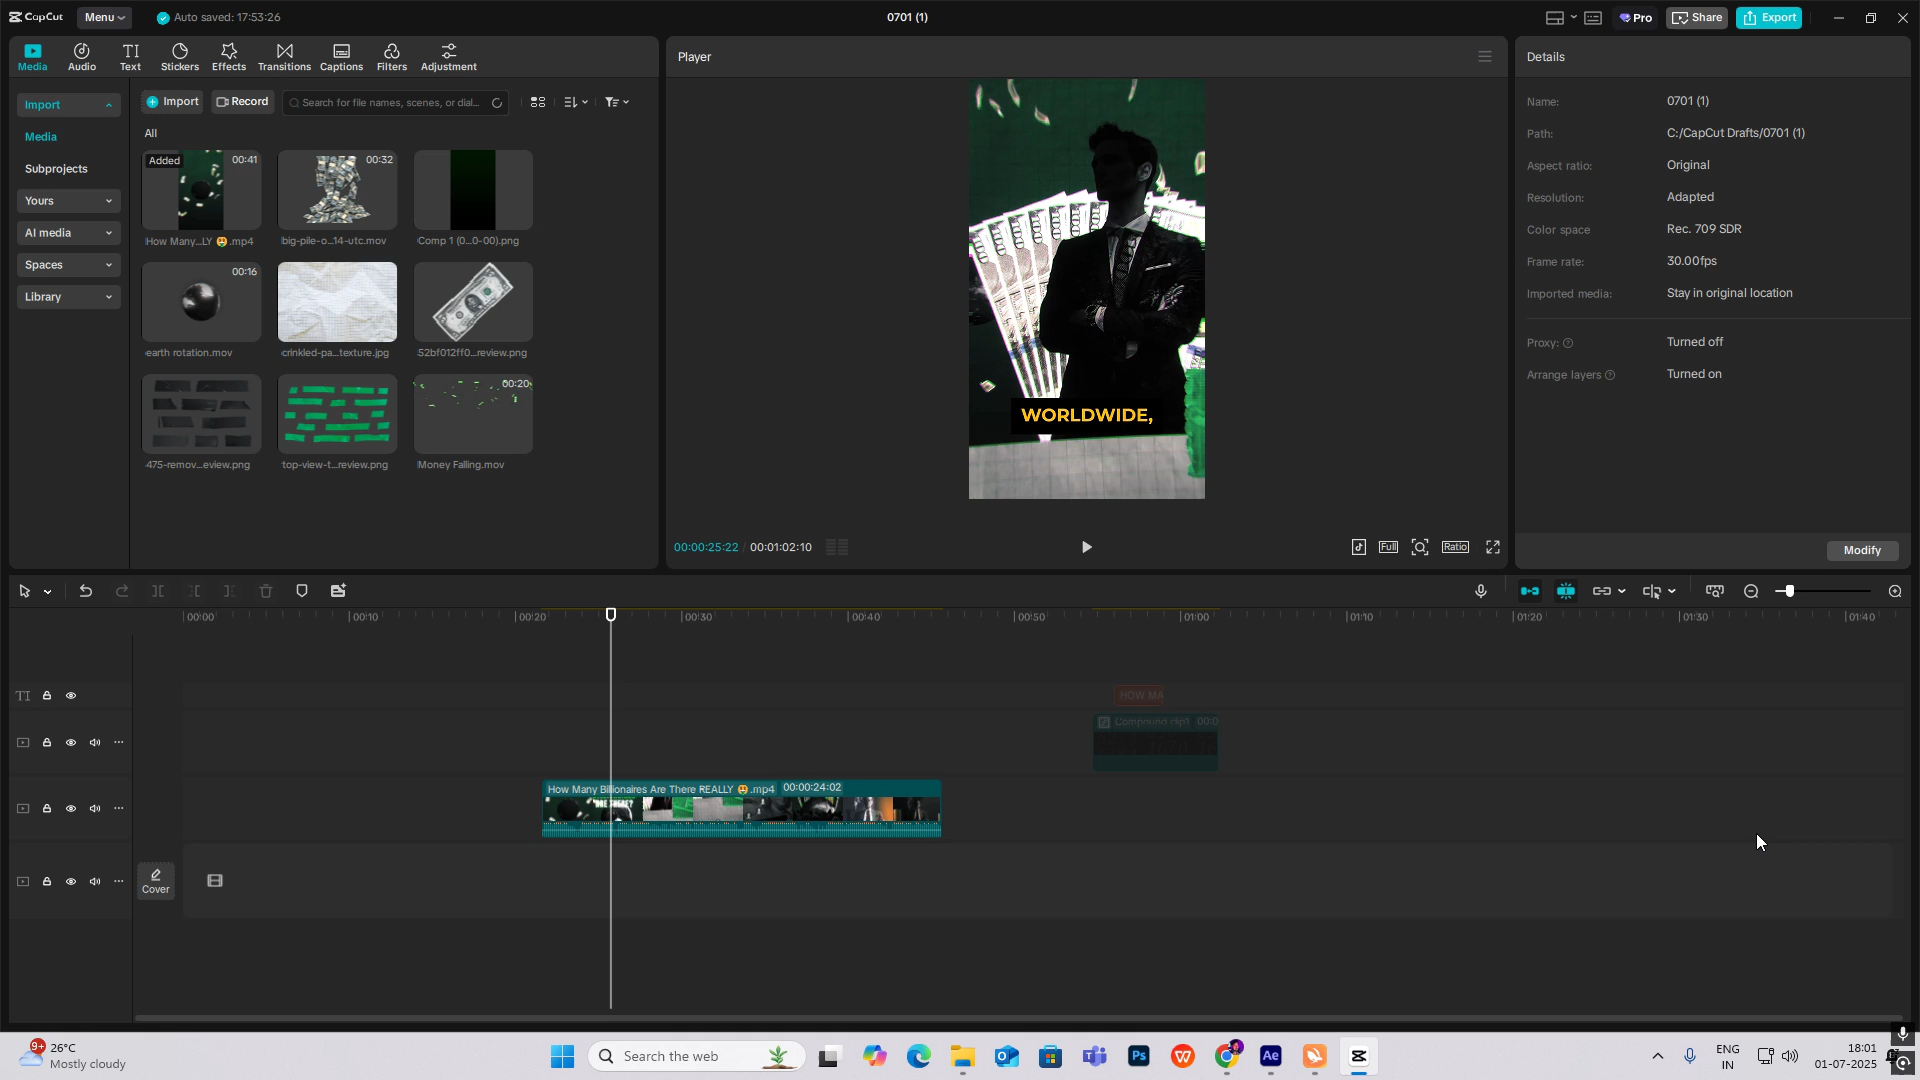 CapCut
Menu
Auto saved: 17:53:26
0701 (1)
Pro
Share
Export
Media
Audio
Text
Stickers
Effects
Transitions
Captions
Filters
Adjustment
Import
Media
Subprojects
Yours
AI media
Spaces
Library
Import
Record
Search for file names, scenes, or dial...
All
Added
00:41
00:32
How Many...LY 🤑.mp4
big-pile-o...14-utc.mov
Comp 1 (0...0-00).png
00:16
earth rotation.mov
crinkled-pa...texture.jpg
52bf012ff0...review.png
00:20
475-remov...eview.png
top-view-t...review.png
Money Falling.mov
Player
WORLDWIDE,
00:00:25:22 / 00:01:02:10
Full
Ratio
Details
Name: 0701 (1)
Path: C:/CapCut Drafts/0701 (1)
Aspect ratio: Original
Resolution: Adapted
Color space Rec. 709 SDR
Frame rate: 30.00fps
Imported media: Stay in original location
Proxy: Turned off
Arrange layers Turned on
Modify
00:00 00:10 00:20 00:30 00:40 00:50 01:00 01:10 01:20 01:30 01:40
TI
HOW MA
Compound clip1 00:0
How Many Billionaires Are There REALLY 🤑.mp4 00:00:24:02
ARE THERE?
Cover
9+
26°C
Mostly cloudy
Search the web
Ps
Ae
ENG
IN
18:01
01-07-2025